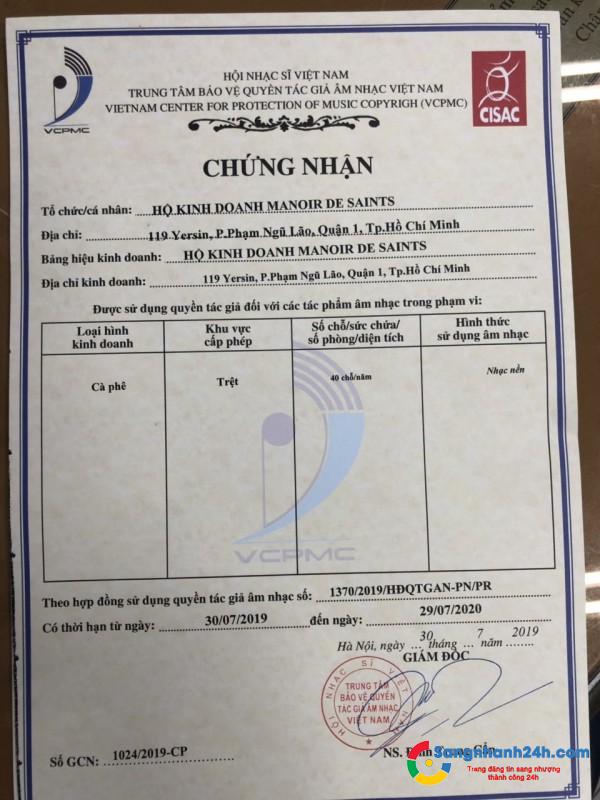 VCPMC
HỘI NHẠC SĨ VIỆT NAM
TRUNG TÂM BẢO VỆ QUYỀN TÁC GIẢ ÂM NHẠC VIỆT NAM
VIETNAM CENTER FOR PROTECTION OF MUSIC COPYRIGH (VCPMC)
CISAC
CHỨNG NHẬN
Tổ chức/cá nhân: HỘ KINH DOANH MANOIR DE SAINTS
Địa chỉ: 119 Yersin, P.Phạm Ngũ Lão, Quận 1, Tp.Hồ Chí Minh
Bảng hiệu kinh doanh: HỘ KINH DOANH MANOIR DE SAINTS
Địa chỉ kinh doanh: 119 Yersin, P.Phạm Ngũ Lão, Quận 1, Tp.Hồ Chí Minh
Được sử dụng quyền tác giả đối với các tác phẩm âm nhạc trong phạm vi:
Loại hình kinh doanh
Khu vực cấp phép
Số chỗ/sức chứa/ số phòng/diện tích
Hình thức sử dụng âm nhạc
Cà phê
Trệt
40 chỗ/năm
Nhạc nền
VCPMC
Theo hợp đồng sử dụng quyền tác giả âm nhạc số: 1370/2019/HĐQTGAN-PN/PR
Có thời hạn từ ngày: 30/07/2019 đến ngày: 29/07/2020
Hà Nội, ngày 30 tháng 7 năm 2019
GIÁM ĐỐC
HỘI NHẠC SĨ VIỆT NAM
TRUNG TÂM
BẢO VỆ QUYỀN
TÁC GIẢ ÂM NHẠC
VIỆT NAM
Số GCN: 1024/2019-CP
NS. Đinh Trung Cẩn
Sangnhanh24h.com
Trang đăng tin sang nhượng
thành công 24h